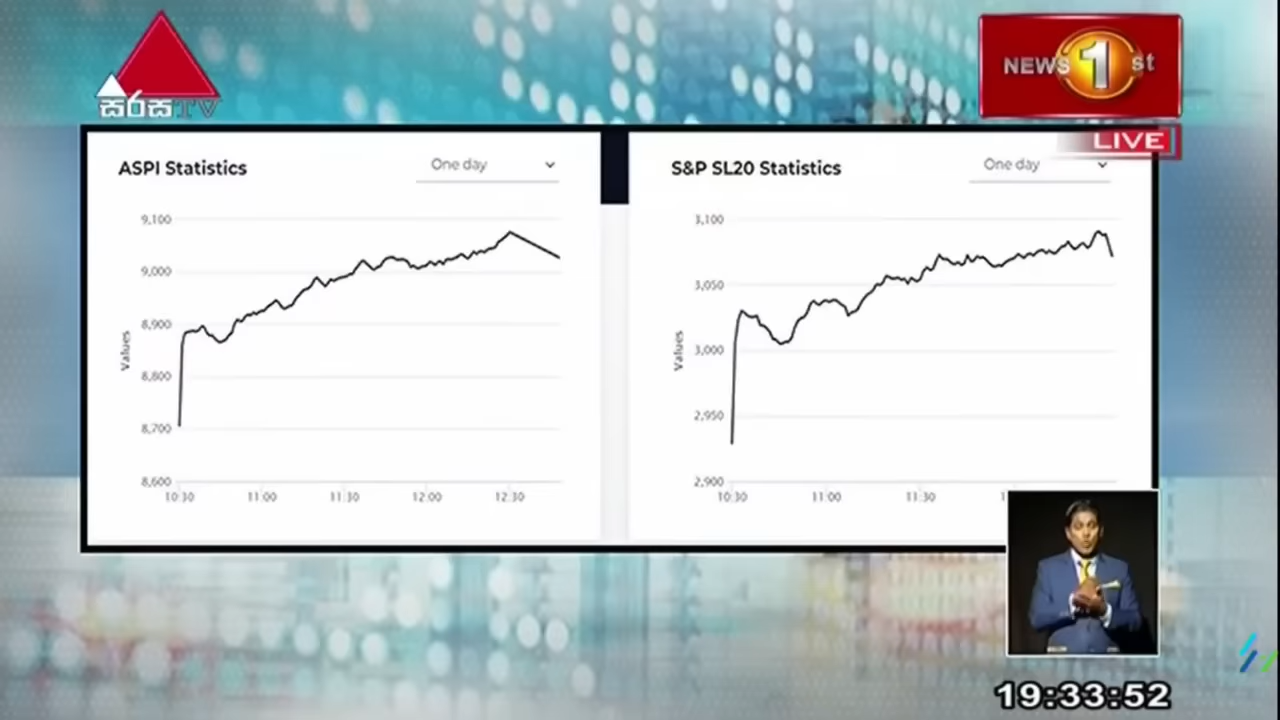 සිරස TV
NEWS 1st
LIVE
ASPI Statistics
One day
9,100
9,000
8,900
8,800
8,700
8,600
Values
10:30
11:00
11:30
12:00
12:30
S&P SL20 Statistics
One day
3,100
3,050
3,000
2,950
2,900
Values
10:30
11:00
11:30
19:33:52